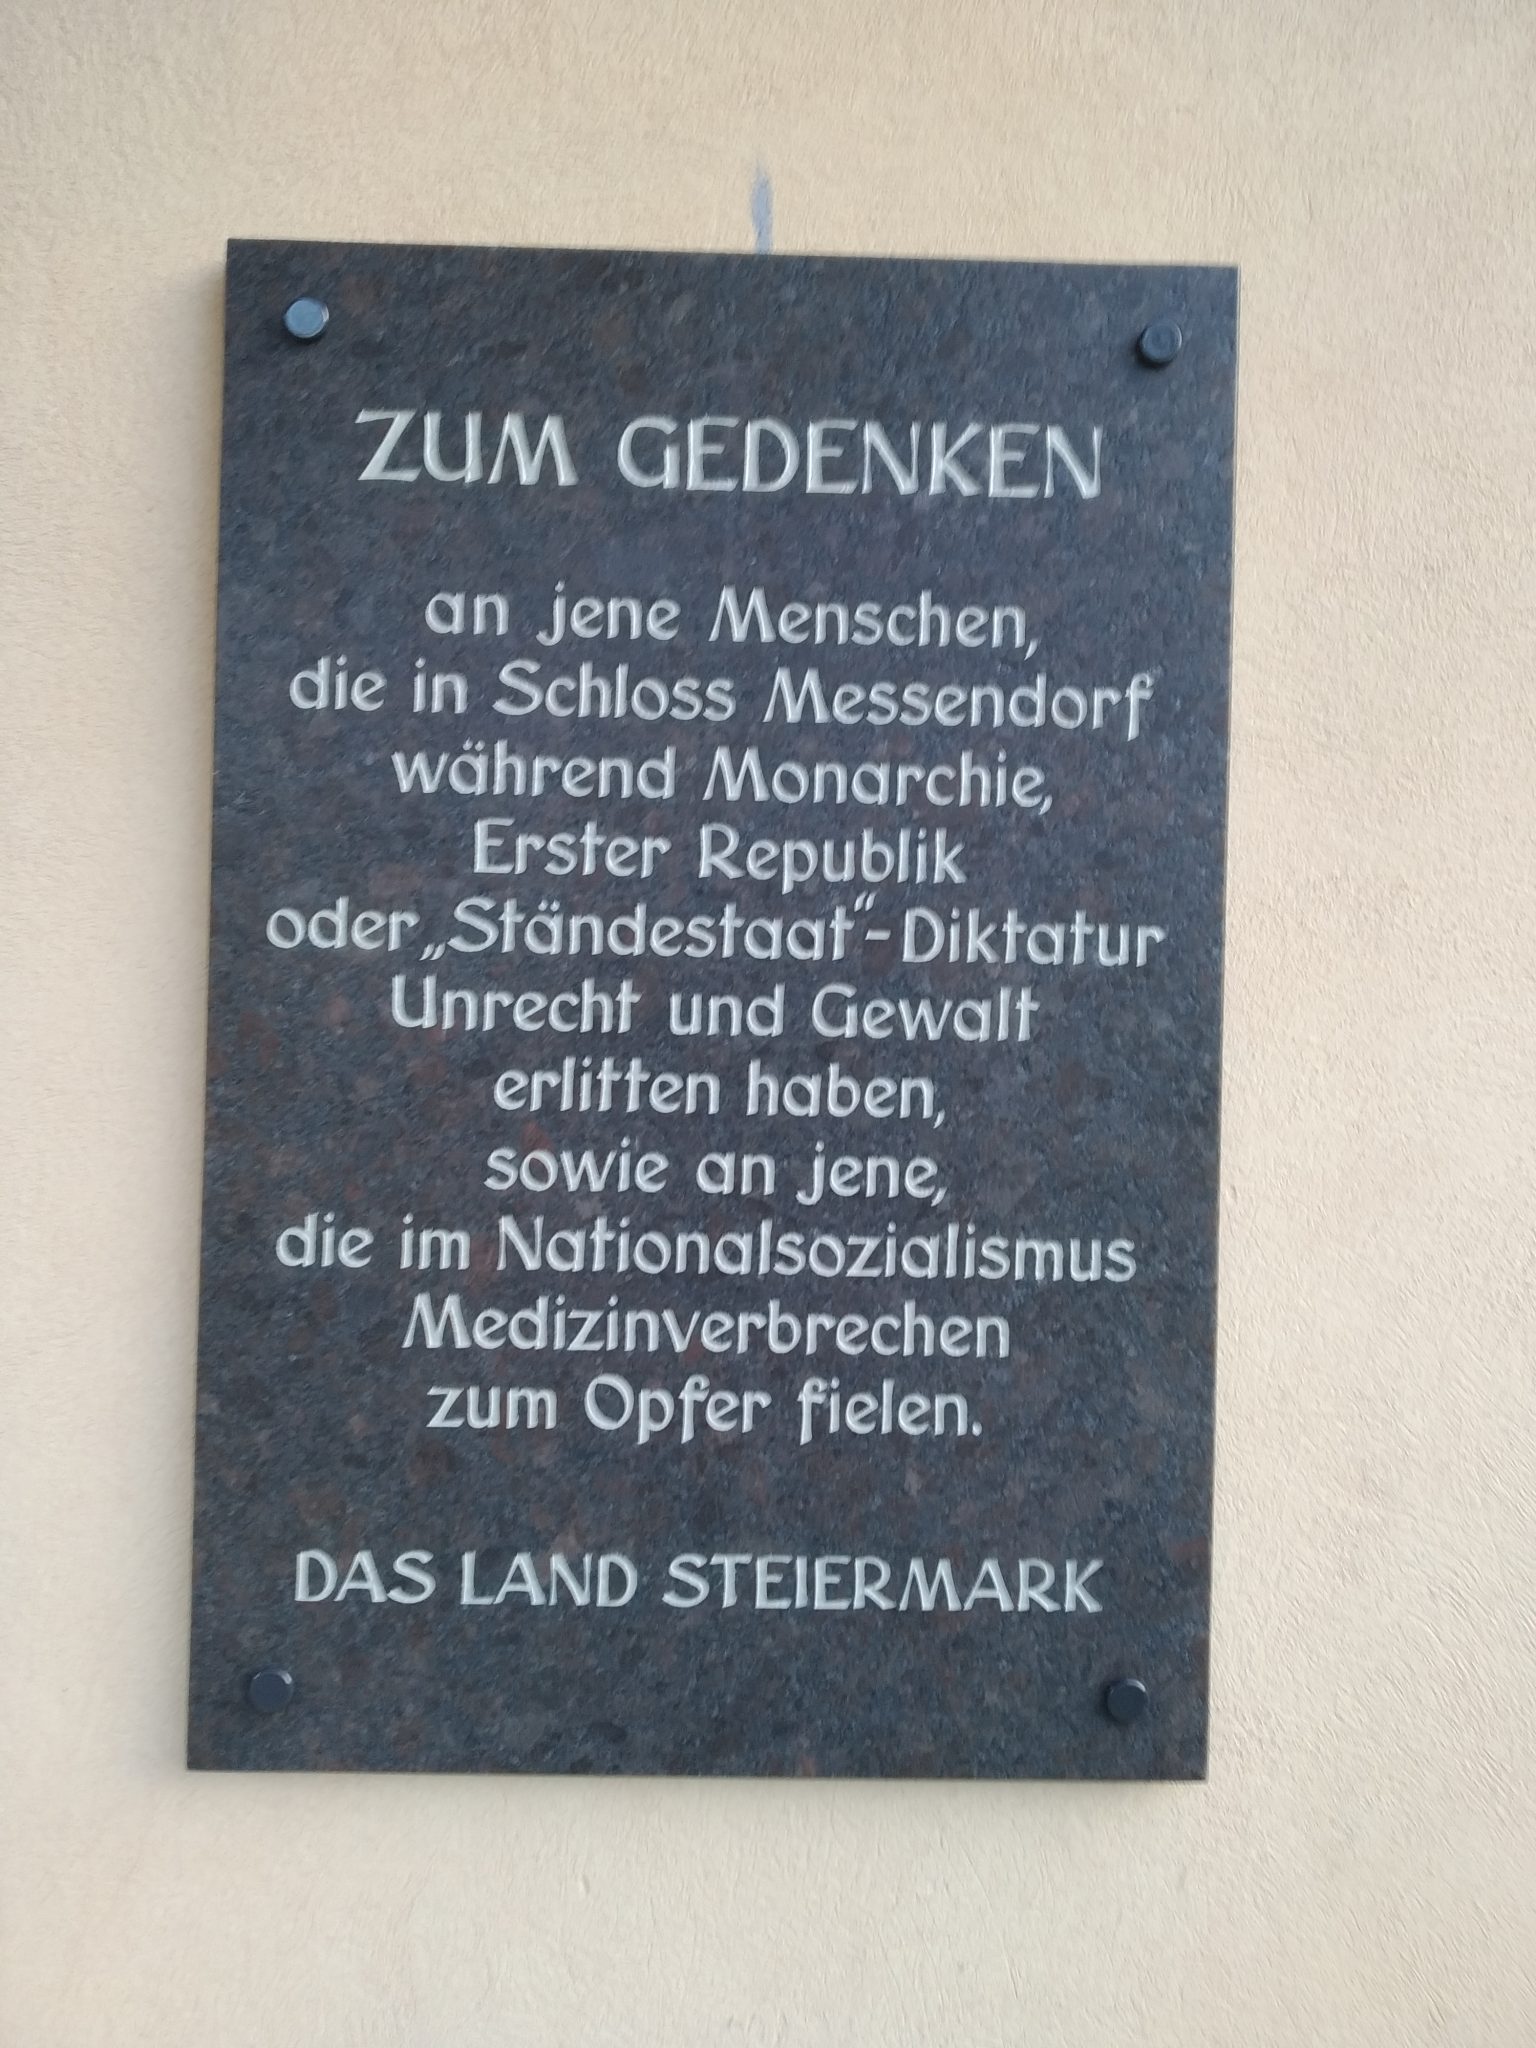 ZUM GEDENKEN
an jene Menschen,
die in Schloss Messendorf
während Monarchie,
Erster Republik
oder „Ständestaat“-Diktatur
Unrecht und Gewalt
erlitten haben,
sowie an jene,
die im Nationalsozialismus
Medizinverbrechen
zum Opfer fielen.
DAS LAND STEIERMARK